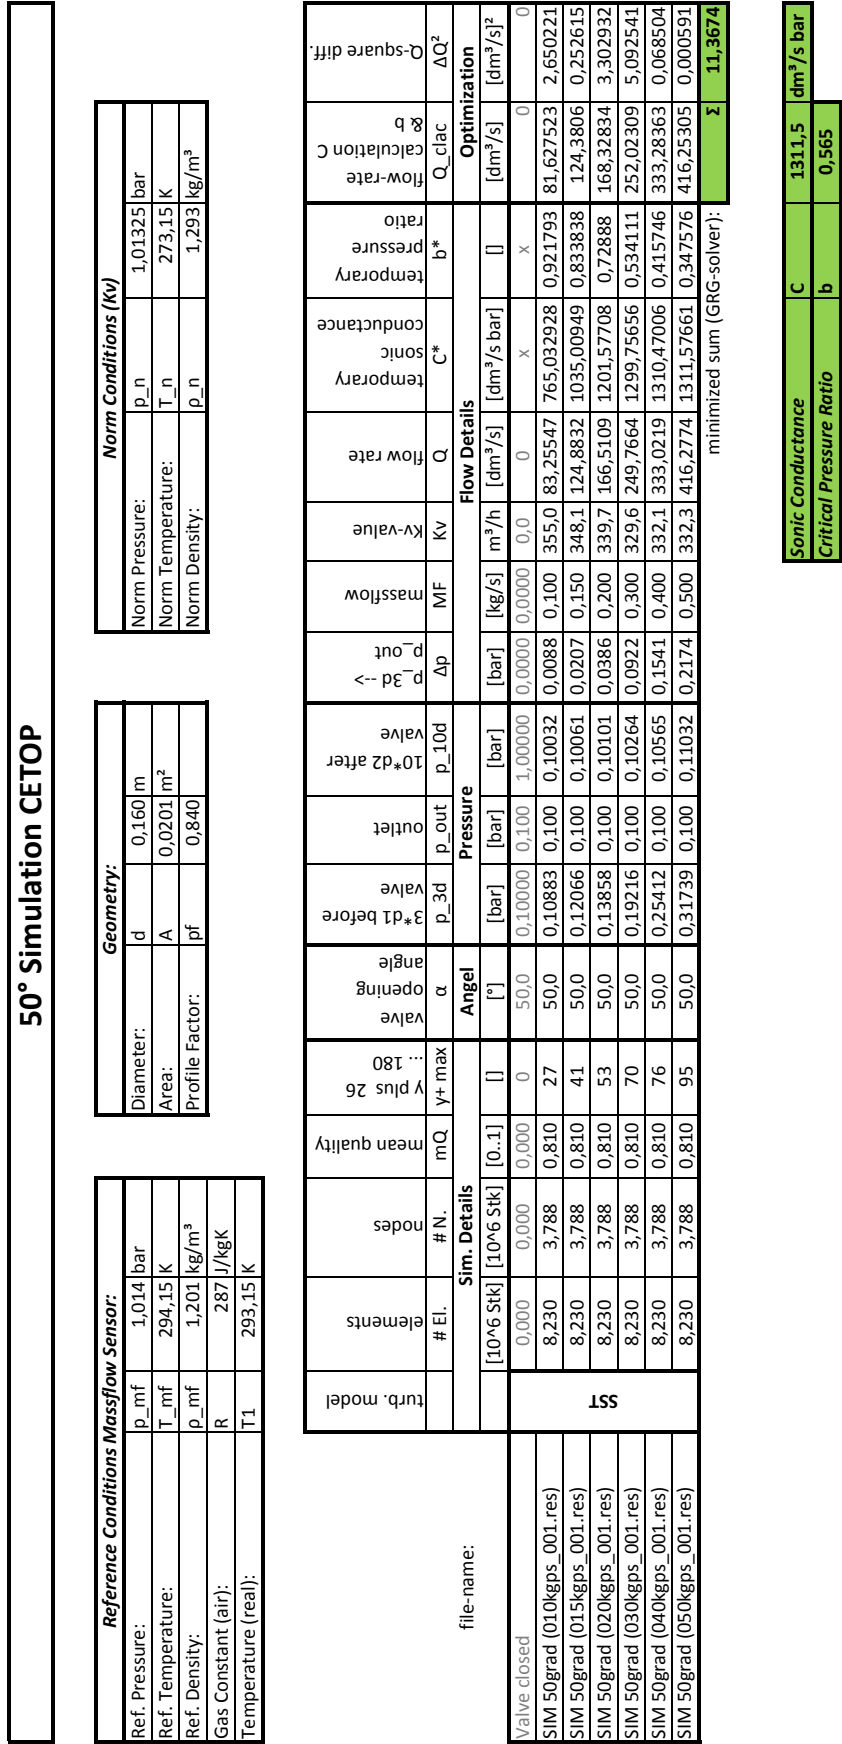 50° Simulation CETOP
Reference Conditions Massflow Sensor:
Ref. Pressure: p_mf 1,014 bar
Ref. Temperature: T_mf 294,15 K
Ref. Density: ρ_mf 1,201 kg/m³
Gas Constant (air): R 287 J/kgK
Temperature (real): T1 293,15 K
Geometry:
Diameter: d 0,160 m
Area: A 0,0201 m²
Profile Factor: pf 0,840
Norm Conditions (Kv)
Norm Pressure: p_n 1,01325 bar
Norm Temperature: T_n 273,15 K
Norm Density: ρ_n 1,293 kg/m³
turb. model elements nodes mean quality y plus 26 ... 180 valve opening angle 3*d1 before valve outlet 10*d2 after valve p_3d --> p_out massflow Kv-value flow rate temporary sonic conductance temporary pressure ratio flow-rate calculation C & b Q-square diff.
# El. # N. mQ y+ max α p_3d p_out p_10d Δp MF Kv Q C* b* Q_clac ΔQ²
file-name: Sim. Details Angel Pressure Flow Details Optimization
[10^6 Stk] [10^6 Stk] [0..1] [] [°] [bar] [bar] [bar] [bar] [kg/s] m³/h [dm³/s] [dm³/s bar] [] [dm³/s] [dm³/s]²
Valve closed 0,000 0,000 0,000 0 50,0 0,10000 0,100 1,00000 0,0000 0,0000 0,0 0 x x 0 0
SIM 50grad (010kgps_001.res) 8,230 3,788 0,810 27 50,0 0,10883 0,100 0,10032 0,0088 0,100 355,0 83,25547 765,032928 0,921793 81,627523 2,650221
SIM 50grad (015kgps_001.res) 8,230 3,788 0,810 41 50,0 0,12066 0,100 0,10061 0,0207 0,150 348,1 124,8832 1035,00949 0,833838 124,3806 0,252615
SIM 50grad (020kgps_001.res) 8,230 3,788 0,810 53 50,0 0,13858 0,100 0,10101 0,0386 0,200 339,7 166,5109 1201,57708 0,72888 168,32834 3,302932
SIM 50grad (030kgps_001.res) 8,230 3,788 0,810 70 50,0 0,19216 0,100 0,10264 0,0922 0,300 329,6 249,7664 1299,75656 0,534111 252,02309 5,092541
SIM 50grad (040kgps_001.res) 8,230 3,788 0,810 76 50,0 0,25412 0,100 0,10565 0,1541 0,400 332,1 333,0219 1310,47006 0,415746 333,28363 0,068504
SIM 50grad (050kgps_001.res) 8,230 3,788 0,810 95 50,0 0,31739 0,100 0,11032 0,2174 0,500 332,3 416,2774 1311,57661 0,347576 416,25305 0,000591
SST
minimized sum (GRG-solver): Σ 11,3674
Sonic Conductance C 1311,5 dm³/s bar
Critical Pressure Ratio b 0,565